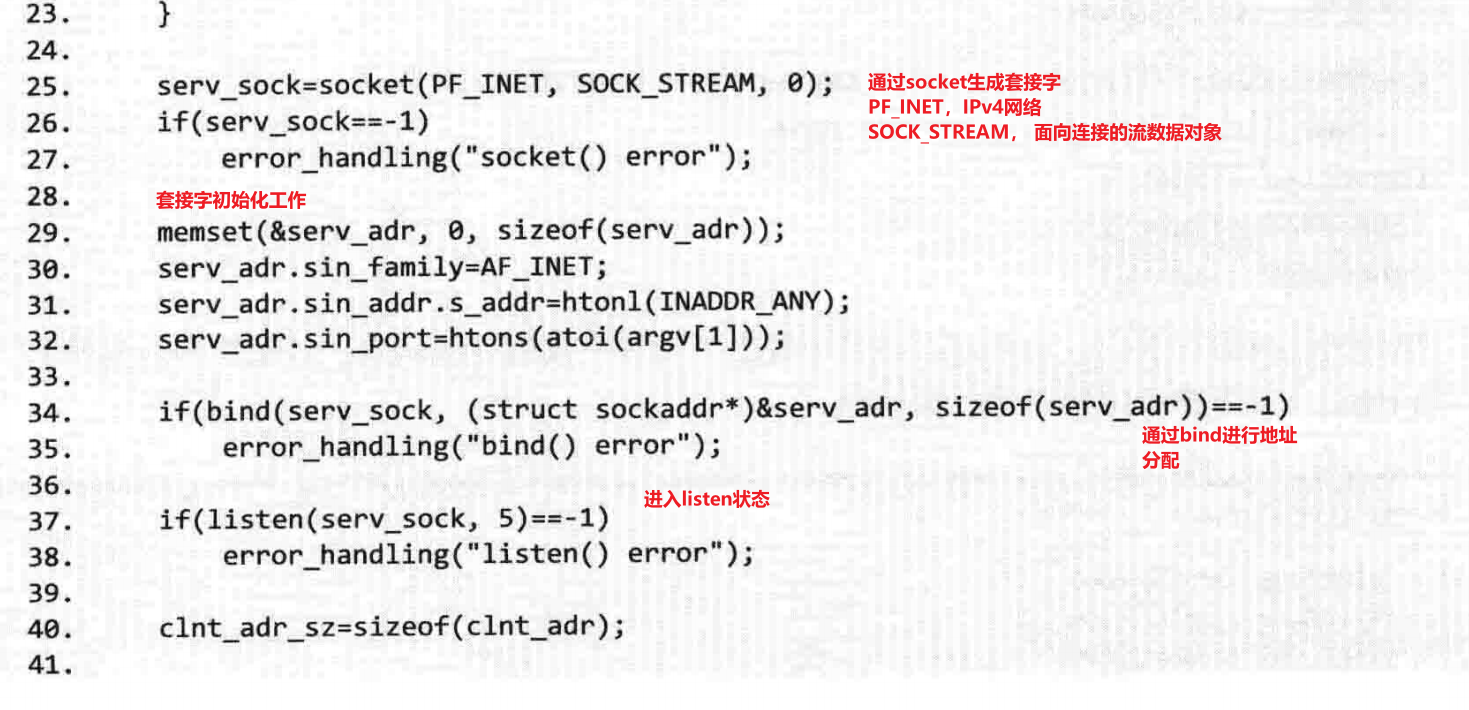 23. }
24.
25. serv_sock=socket(PF_INET, SOCK_STREAM, 0); 通过socket生成套接字
PF_INET，IPv4网络
26. if(serv_sock==-1)
SOCK_STREAM， 面向连接的流数据对象
27. error_handling("socket() error");
28.
套接字初始化工作
29. memset(&serv_adr, 0, sizeof(serv_adr));
30. serv_adr.sin_family=AF_INET;
31. serv_adr.sin_addr.s_addr=htonl(INADDR_ANY);
32. serv_adr.sin_port=htons(atoi(argv[1]));
33.
34. if(bind(serv_sock, (struct sockaddr*)&serv_adr, sizeof(serv_adr))==-1)
通过bind进行地址
分配
35. error_handling("bind() error");
36.
进入listen状态
37. if(listen(serv_sock, 5)==-1)
38. error_handling("listen() error");
39.
40. clnt_adr_sz=sizeof(clnt_adr);
41.